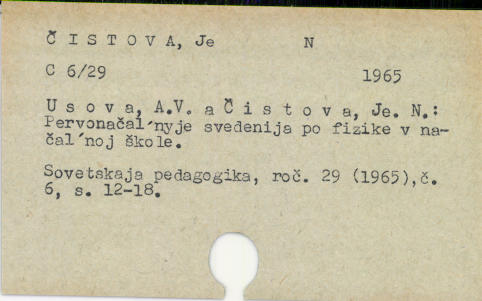 Č I S T O V A, Je N
C 6/29 1965
U s o v a, A.V. a Č i s t o v a, Je. N.:
Pervonačal´nyje svedenija po fizike v na-
čal´noj škole.
Sovetskaja pedagogika, roč. 29 (1965),č.
6, s. 12-18.